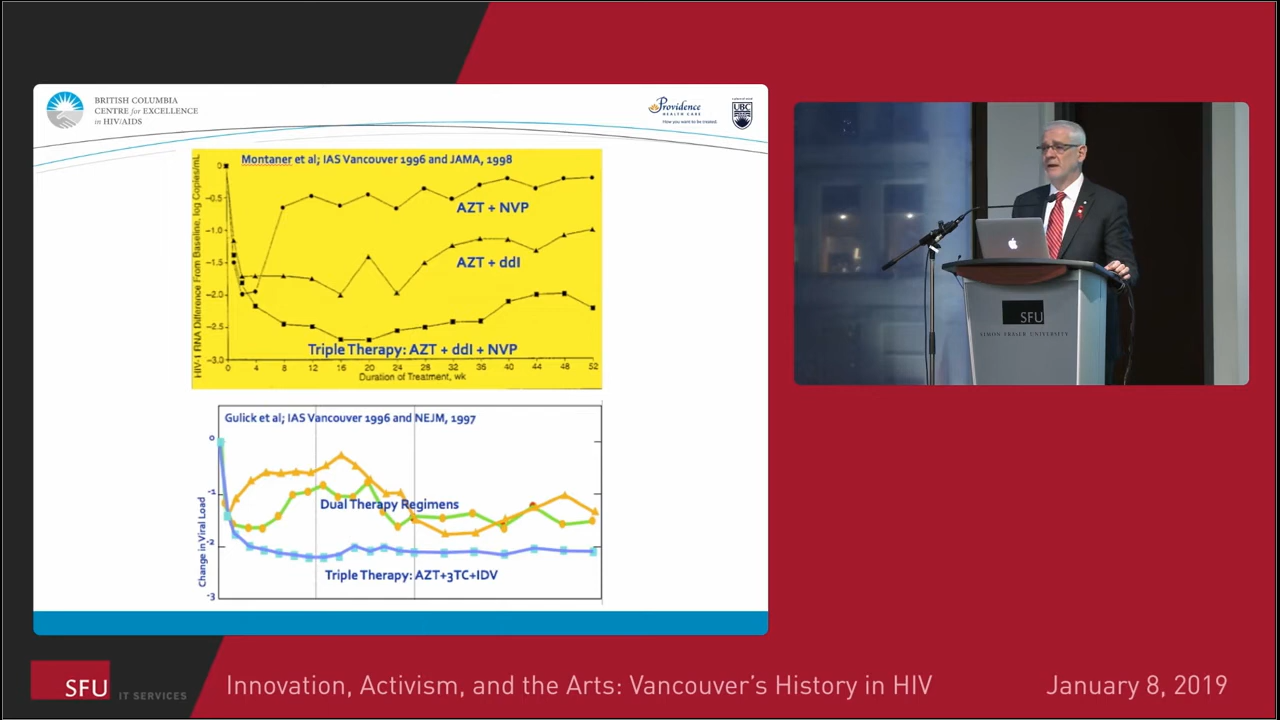 BRITISH COLUMBIA
CENTRE for EXCELLENCE
in HIV/AIDS
Providence
HEALTH CARE
How you want to be treated.
UBC
Montaner et al; IAS Vancouver 1996 and JAMA, 1998
HIV-1 RNA Difference From Baseline, log Copies/mL
0
−0.5
−1.0
−1.5
−2.0
−2.5
−3.0
AZT + NVP
AZT + ddI
Triple Therapy: AZT + ddI + NVP
0 4 8 12 16 20 24 28 32 36 40 44 48 52
Duration of Treatment, wk
Gulick et al; IAS Vancouver 1996 and NEJM, 1997
Change in Viral Load
0
-1
-2
-3
Dual Therapy Regimens
Triple Therapy: AZT+3TC+IDV
SFU
SIMON FRASER UNIVERSITY
SFU IT SERVICES
Innovation, Activism, and the Arts: Vancouver's History in HIV
January 8, 2019